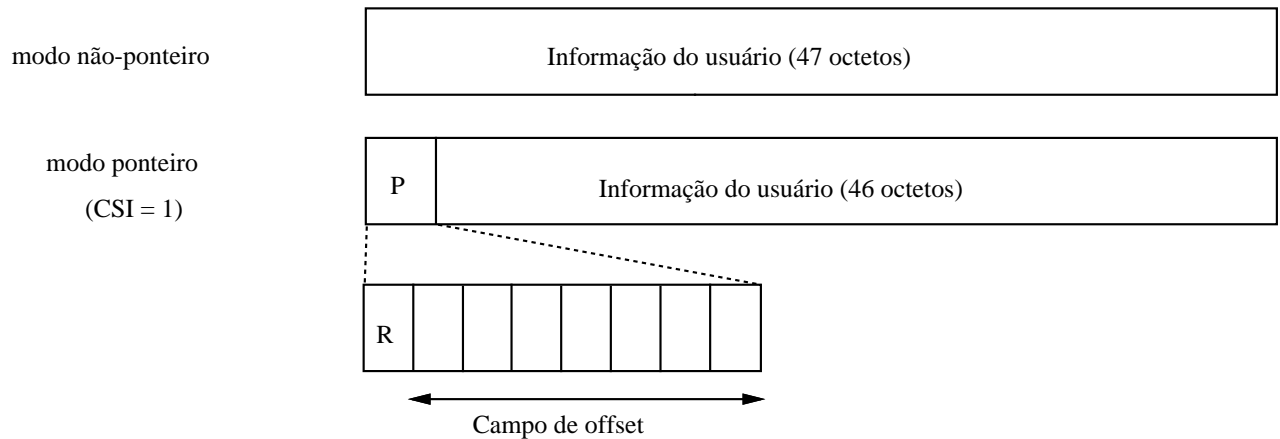 modo não-ponteiro
Informação do usuário (47 octetos)
modo ponteiro
(CSI = 1)
P
Informação do usuário (46 octetos)
R
Campo de offset